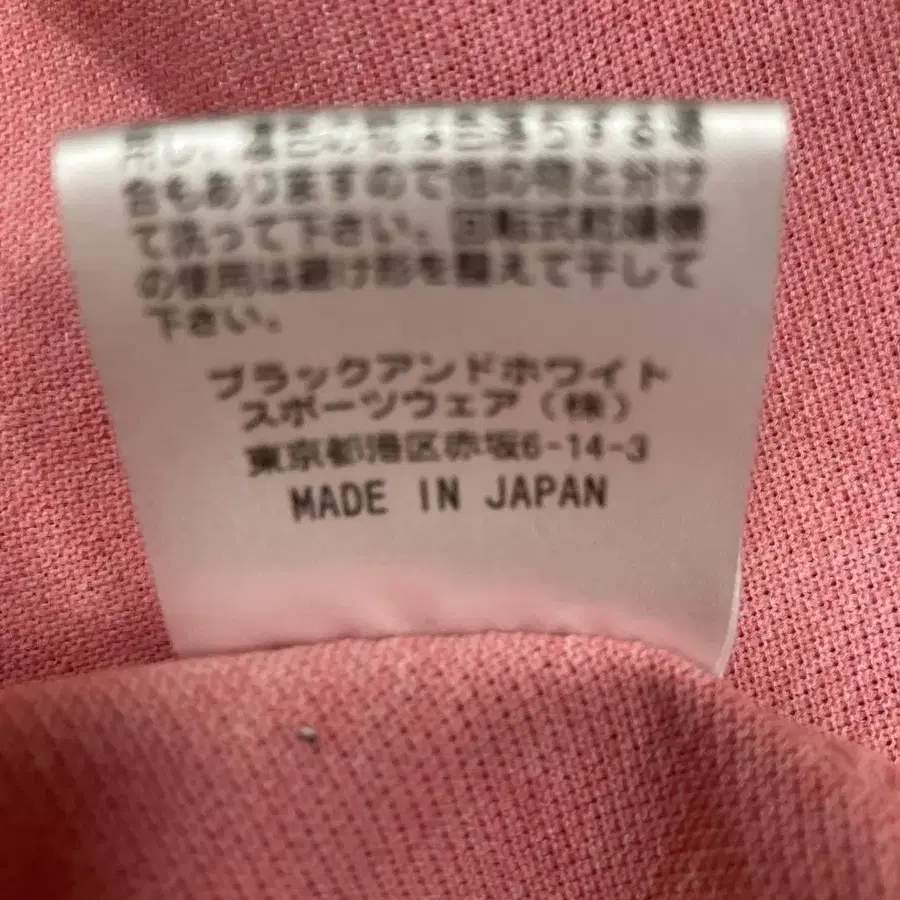 合もありますので他の物と分け
て洗って下さい。回転式乾燥機
の使用は避け形を整えて干して
下さい。
ブラックアンドホワイト
スポーツウェア（株）
東京都港区赤坂6-14-3
MADE IN JAPAN